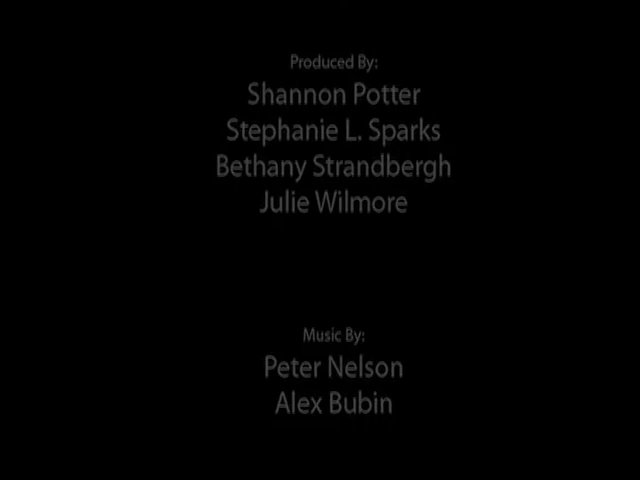 Produced By:
Shannon Potter
Stephanie L. Sparks
Bethany Strandbergh
Julie Wilmore
Music By:
Peter Nelson
Alex Bubin